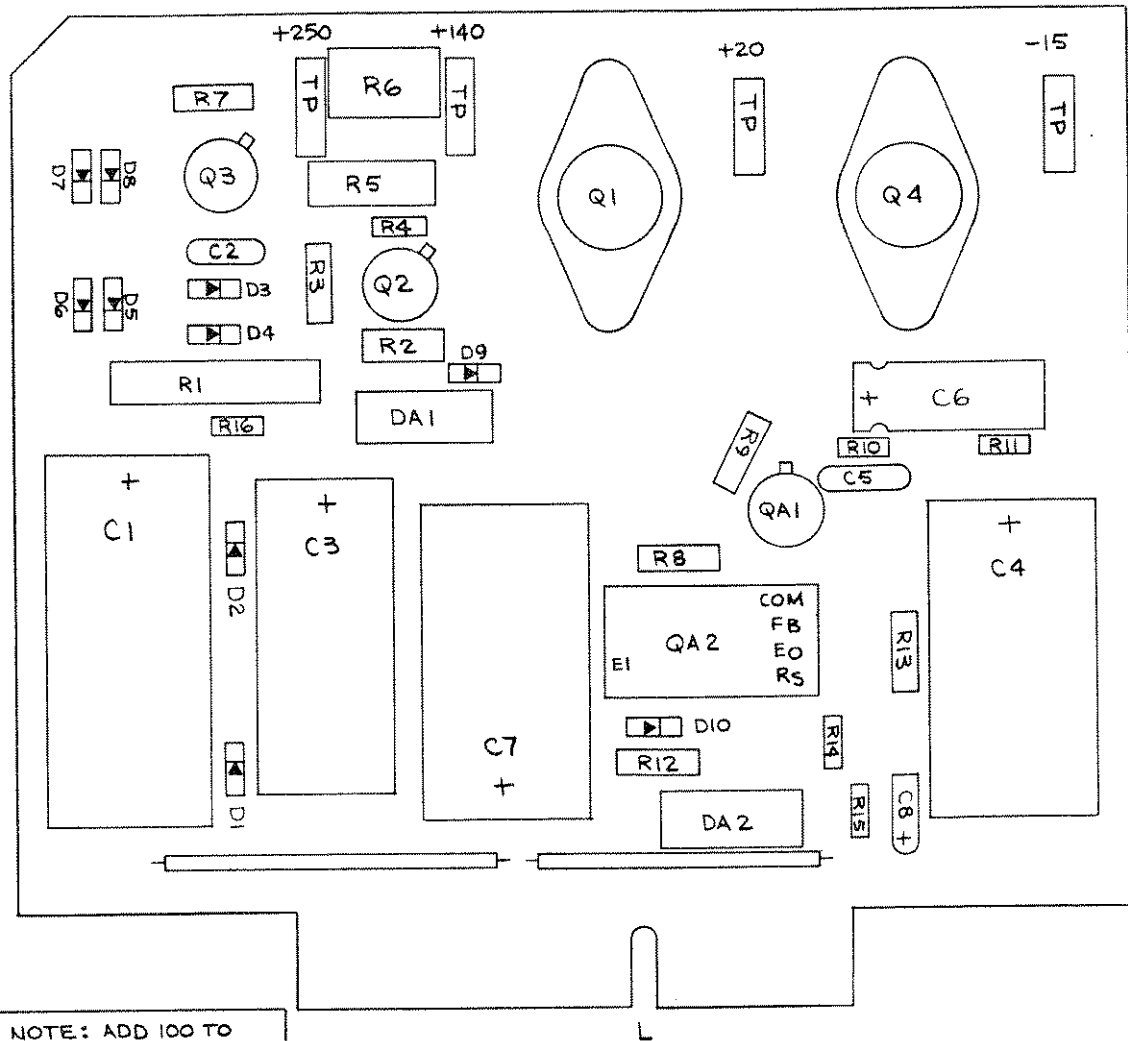 +250 +140 +20 -15
TP R6 TP TP TP
R7
D7 D8 Q3 R5 Q1 Q4
R4
C2 R3 Q2
D6 D5 D3
D4 R2
D9
R1 DA1 + C6
R16 R9 R10 R11
+ + C5 +
C1 C3 QA1 C4
R8
D2 COM
FB
QA2 EO R13
E1 RS
D10
C7 R12 R14
+
D1 DA2 R15 C8 +
L
NOTE: ADD 100 TO